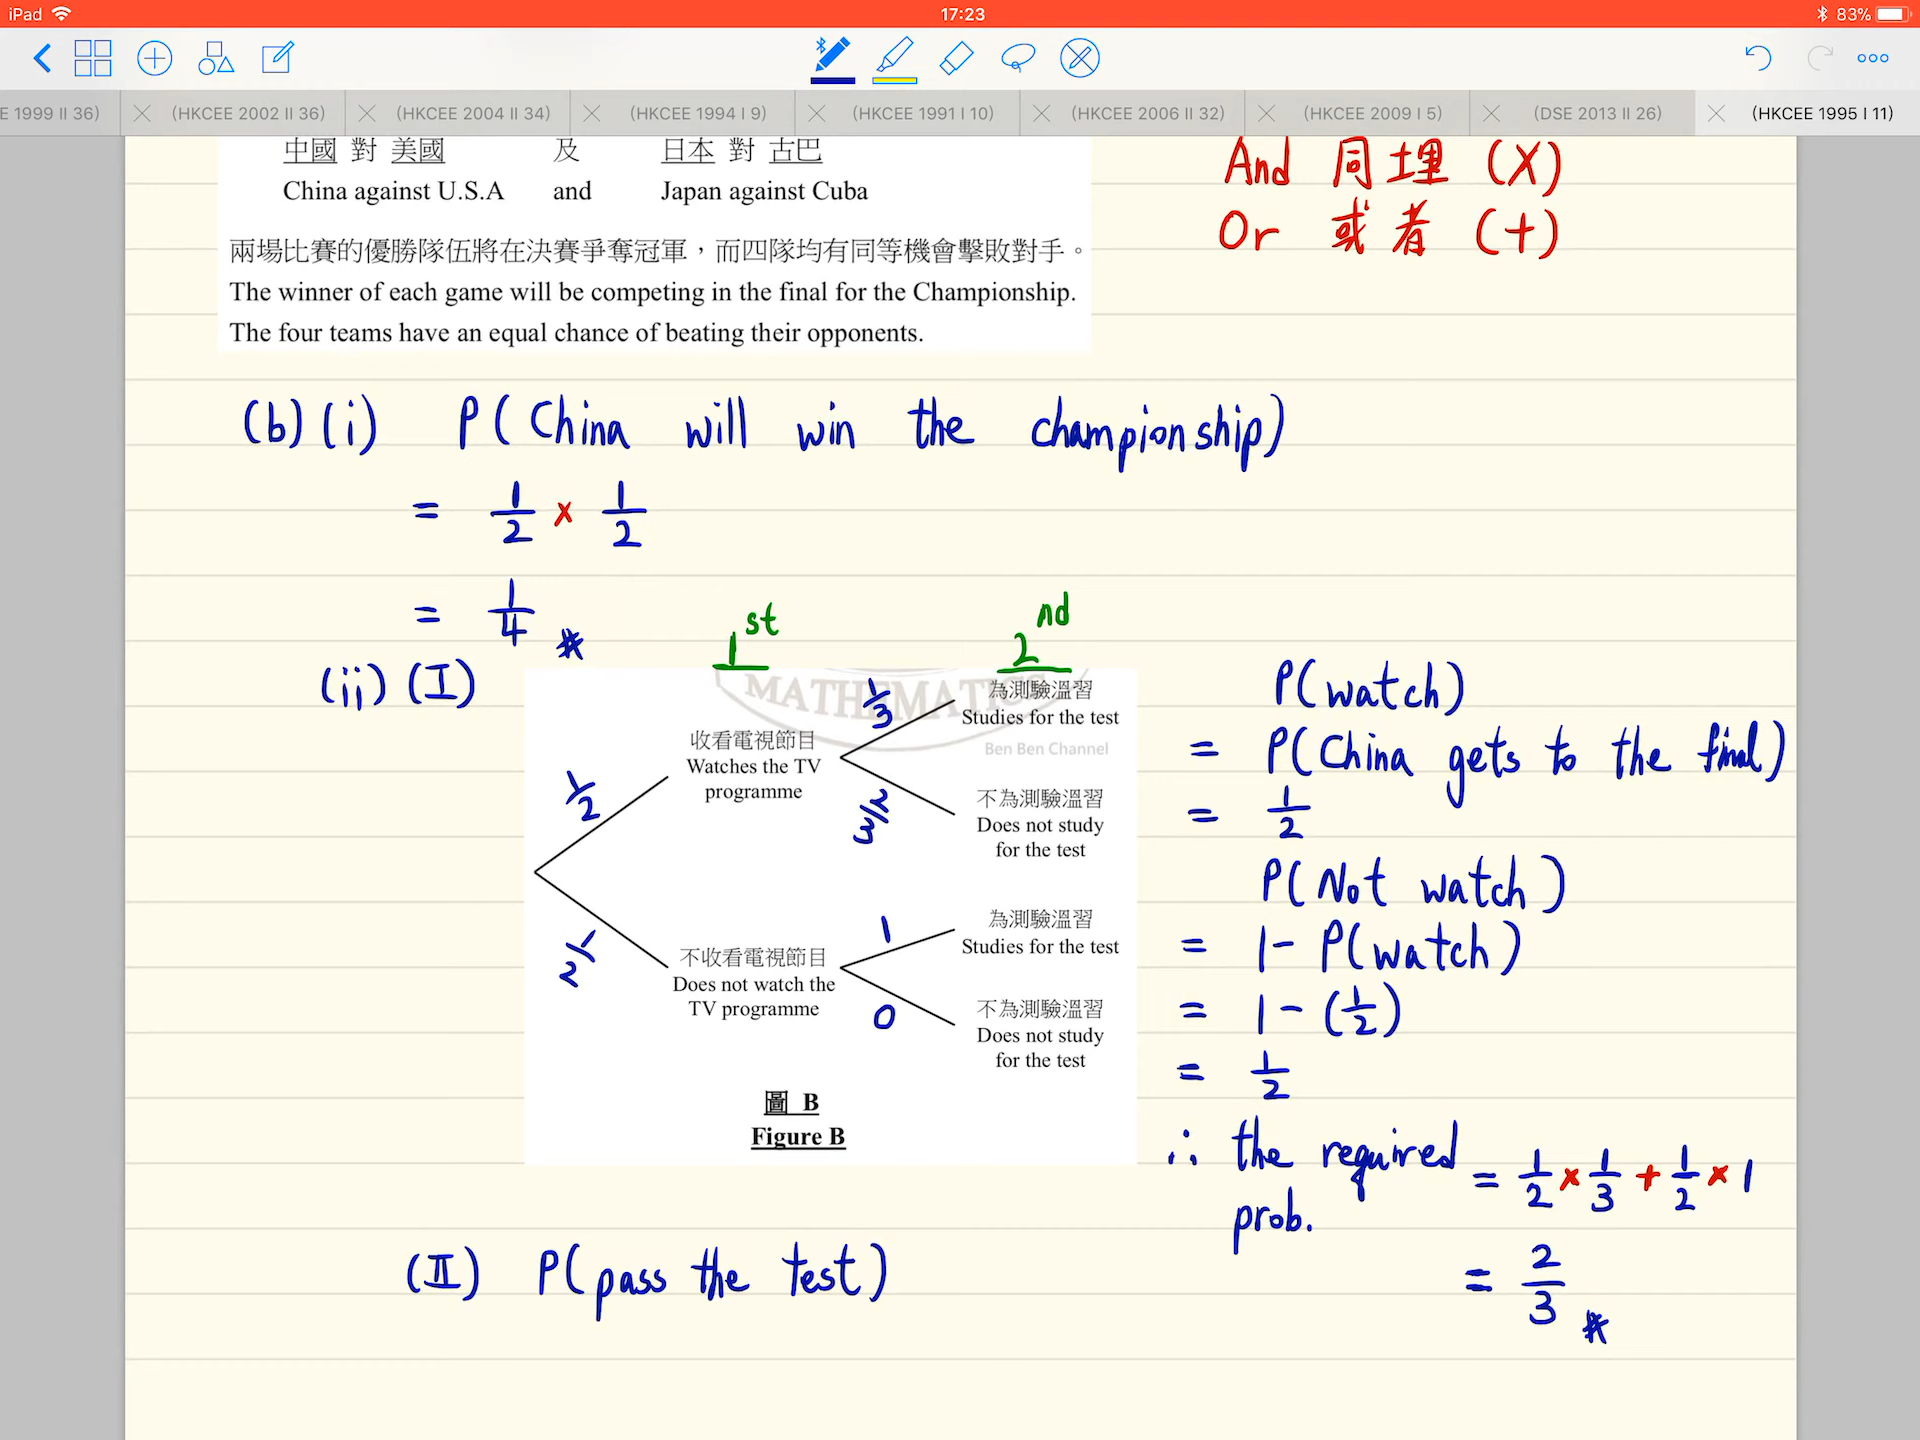 iPad 17:23 83%
E 1999 II 36) (HKCEE 2002 II 36) (HKCEE 2004 II 34) (HKCEE 1994 I 9) (HKCEE 1991 I 10) (HKCEE 2006 II 32) (HKCEE 2009 I 5) (DSE 2013 II 26) (HKCEE 1995 I 11)
中國 對 美國 及 日本 對 古巴
China against U.S.A and Japan against Cuba
And 同埋 (X)
Or 或者 (+)
兩場比賽的優勝隊伍將在決賽爭奪冠軍,而四隊均有同等機會擊敗對手。
The winner of each game will be competing in the final for the Championship.
The four teams have an equal chance of beating their opponents.
(b) (i) P( China will win the championship)
= 1/2 × 1/2
= 1/4 *
(ii) (I)
1st 2nd
MATHEMATICS
Ben Ben Channel
1/2
收看電視節目
Watches the TV
programme
1/3
為測驗溫習
Studies for the test
2/3
不為測驗溫習
Does not study
for the test
1/2
不收看電視節目
Does not watch the
TV programme
1
為測驗溫習
Studies for the test
0
不為測驗溫習
Does not study
for the test
圖 B
Figure B
P(watch)
= P(China gets to the final)
= 1/2
P( Not watch )
= 1 - P(watch)
= 1 - (1/2)
= 1/2
∴ the required prob. = 1/2 × 1/3 + 1/2 × 1
= 2/3 *
(II) P(pass the test)